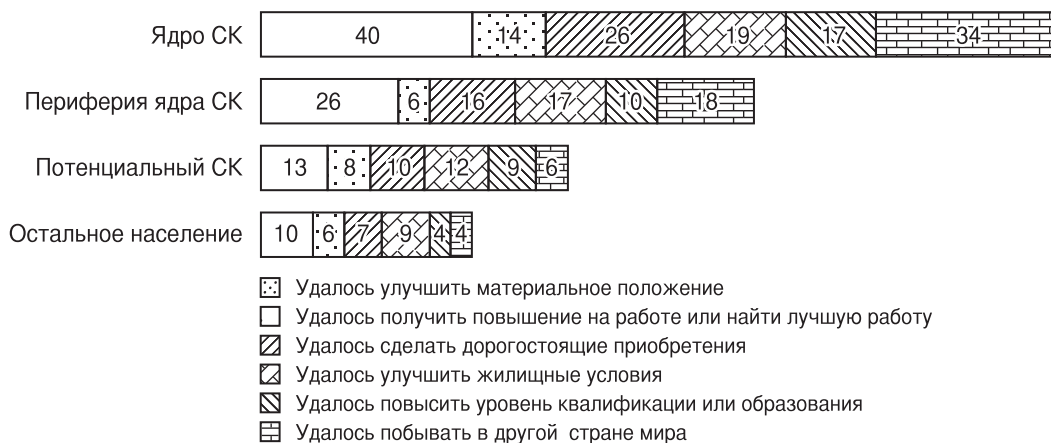 Ядро СК 40 14 26 19 17 34
Периферия ядра СК 26 6 16 17 10 18
Потенциальный СК 13 8 10 12 9 6
Остальное население 10 6 7 9 4 4
Удалось улучшить материальное положение
Удалось получить повышение на работе или найти лучшую работу
Удалось сделать дорогостоящие приобретения
Удалось улучшить жилищные условия
Удалось повысить уровень квалификации или образования
Удалось побывать в другой стране мира